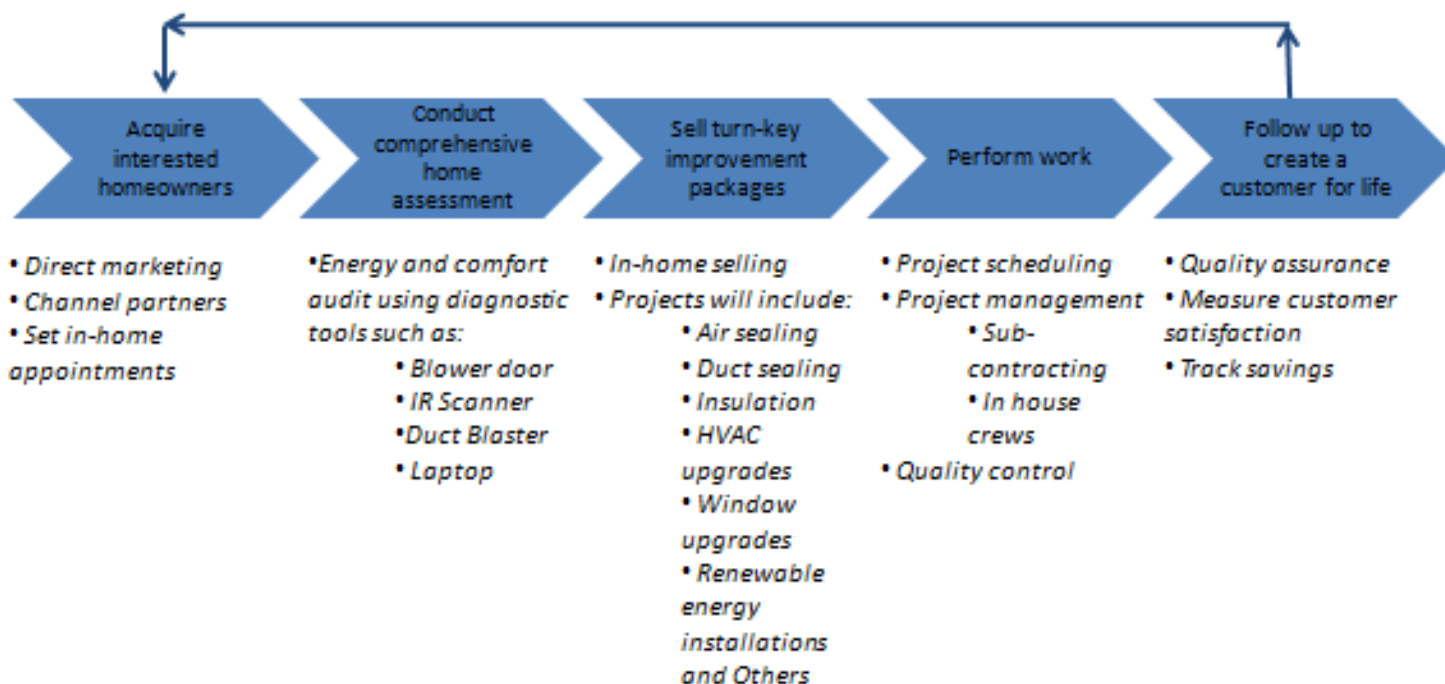 Acquire
interested
homeowners
Conduct
comprehensive
home
assessment
Sell turn-key
improvement
packages
Perform work
Follow up to
create a
customer for life
• Direct marketing
• Channel partners
• Set in-home
appointments
•Energy and comfort
audit using diagnostic
tools such as:
• Blower door
• IR Scanner
•Duct Blaster
• Laptop
• In-home selling
• Projects will include:
• Air sealing
• Duct sealing
• Insulation
• HVAC
upgrades
• Window
upgrades
• Renewable
energy
installations
and Others
• Project scheduling
• Project management
• Sub-
contracting
• In house
crews
• Quality control
• Quality assurance
• Measure customer
satisfaction
• Track savings